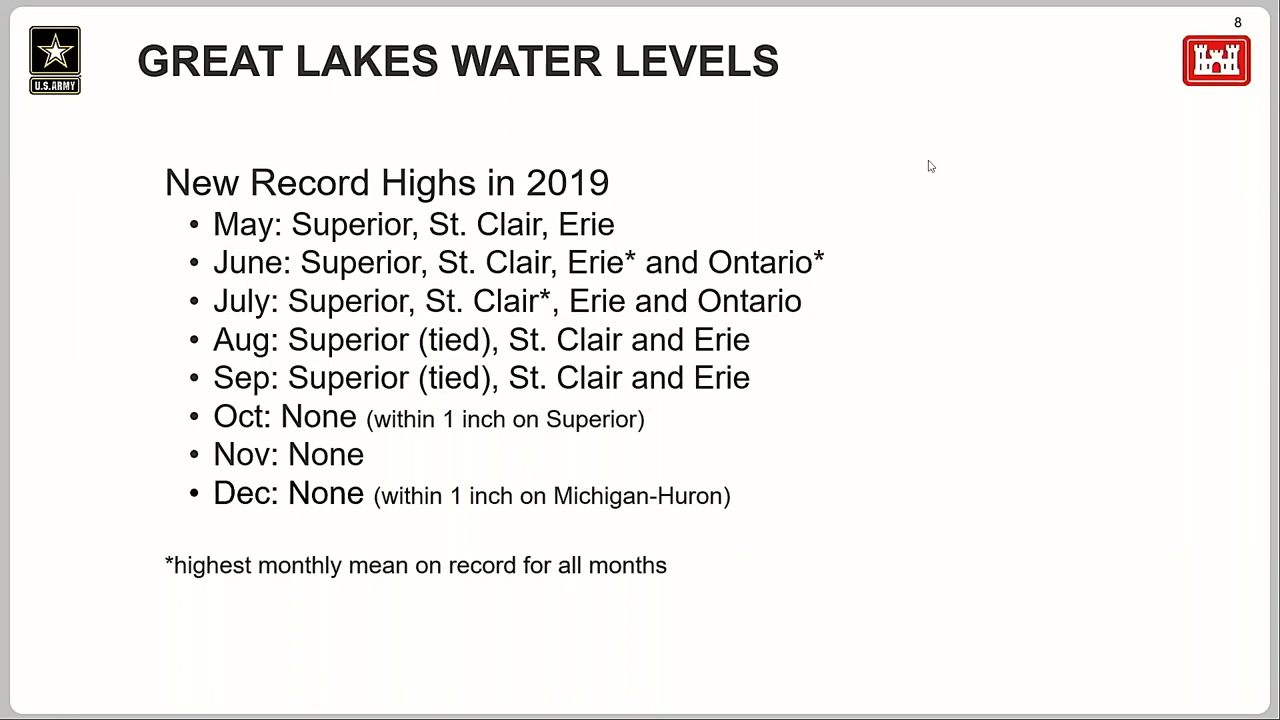 8
U.S.ARMY
GREAT LAKES WATER LEVELS
New Record Highs in 2019
• May: Superior, St. Clair, Erie
• June: Superior, St. Clair, Erie* and Ontario*
• July: Superior, St. Clair*, Erie and Ontario
• Aug: Superior (tied), St. Clair and Erie
• Sep: Superior (tied), St. Clair and Erie
• Oct: None (within 1 inch on Superior)
• Nov: None
• Dec: None (within 1 inch on Michigan-Huron)
*highest monthly mean on record for all months